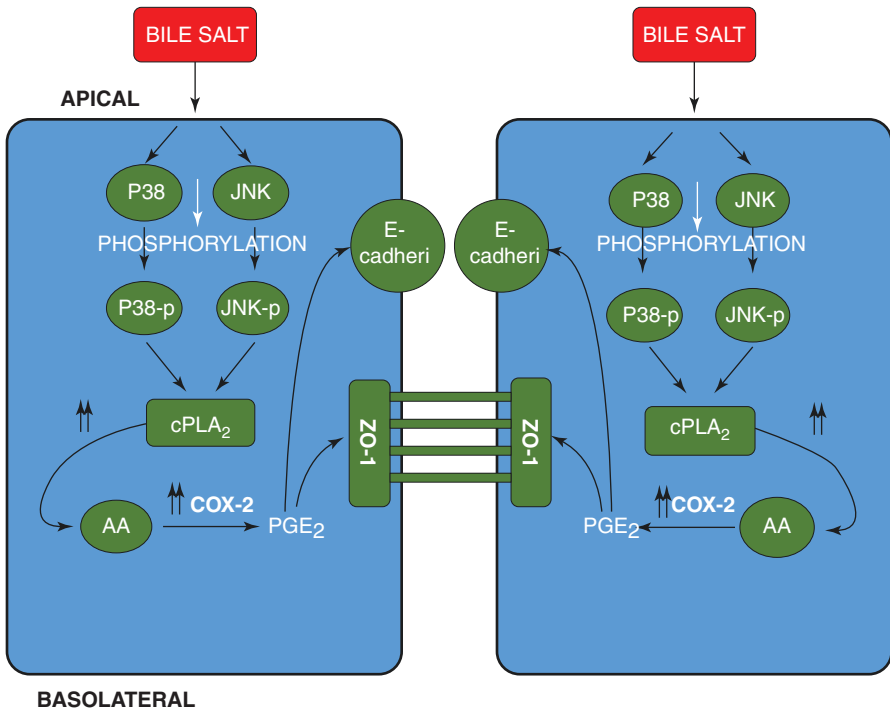 BILE SALT
BILE SALT
APICAL
P38
JNK
PHOSPHORYLATION
P38-p
JNK-p
cPLA2
AA
COX-2
PGE2
E-
cadheri
ZO-1
E-
cadheri
ZO-1
P38
JNK
PHOSPHORYLATION
P38-p
JNK-p
cPLA2
COX-2
PGE2
AA
BASOLATERAL